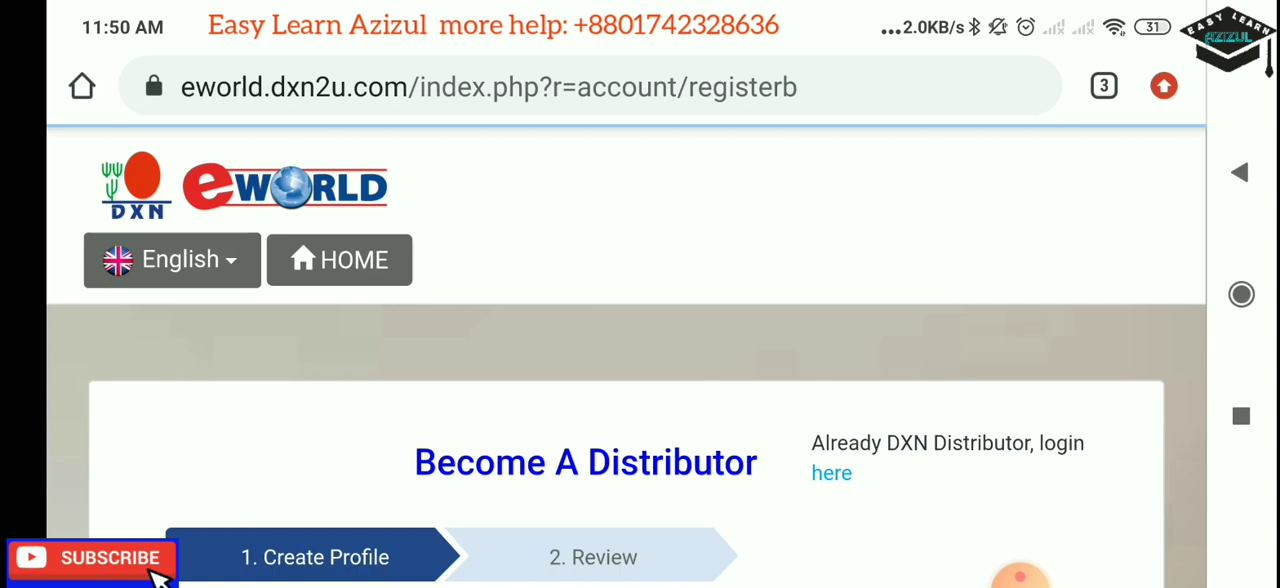 11:50 AM Easy Learn Azizul more help: +8801742328636 ...2.0KB/s 31
EASY LEARN
AZIZUL
eworld.dxn2u.com/index.php?r=account/registerb 3
DXN eWORLD
English HOME
Already DXN Distributor, login
Become A Distributor
here
1. Create Profile 2. Review
SUBSCRIBE